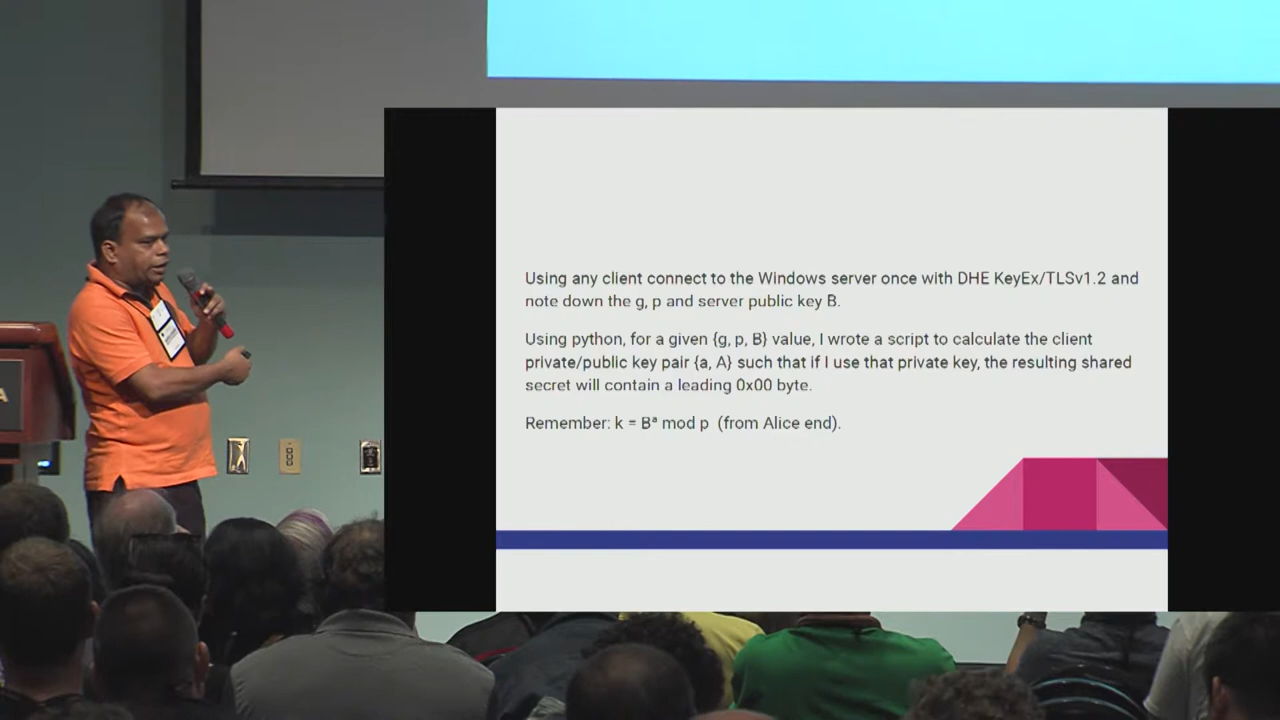 Using any client connect to the Windows server once with DHE KeyEx/TLSv1.2 and
note down the g, p and server public key B.
Using python, for a given {g, p, B} value, I wrote a script to calculate the client
private/public key pair {a, A} such that if I use that private key, the resulting shared
secret will contain a leading 0x00 byte.
Remember: k = Bᵃ mod p (from Alice end).
A